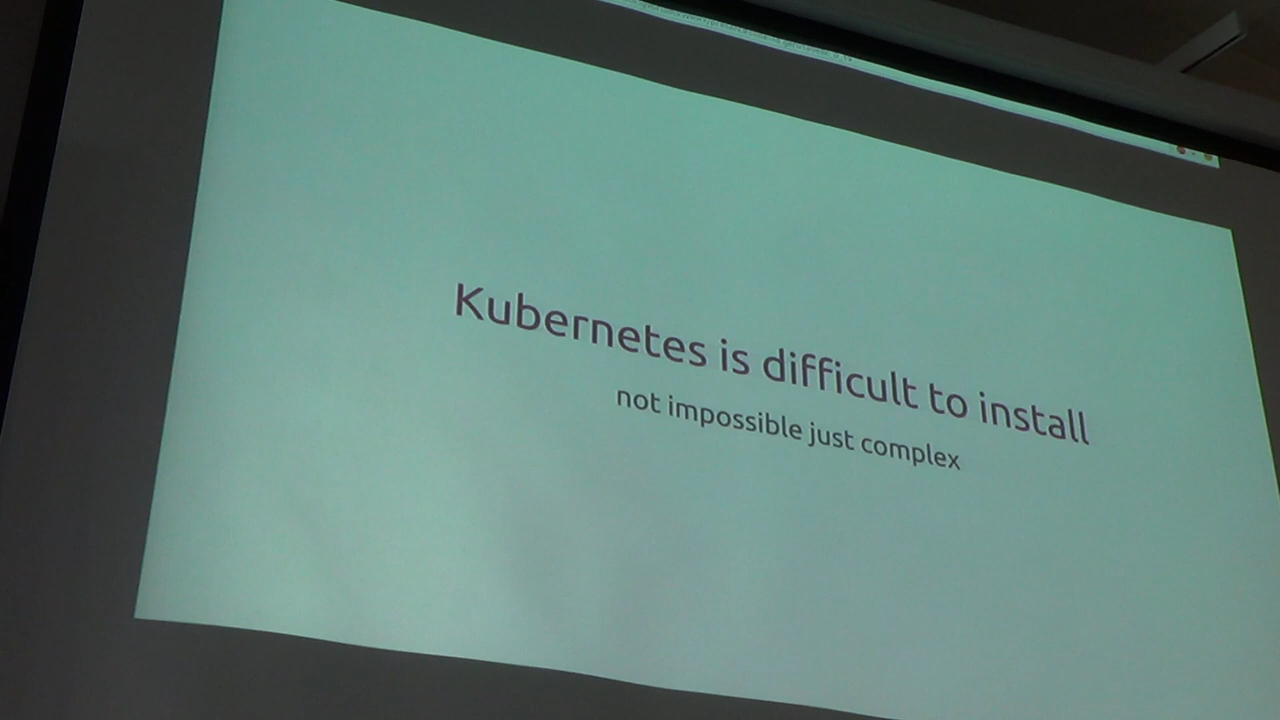 Kubernetes is difficult to install
not impossible just complex